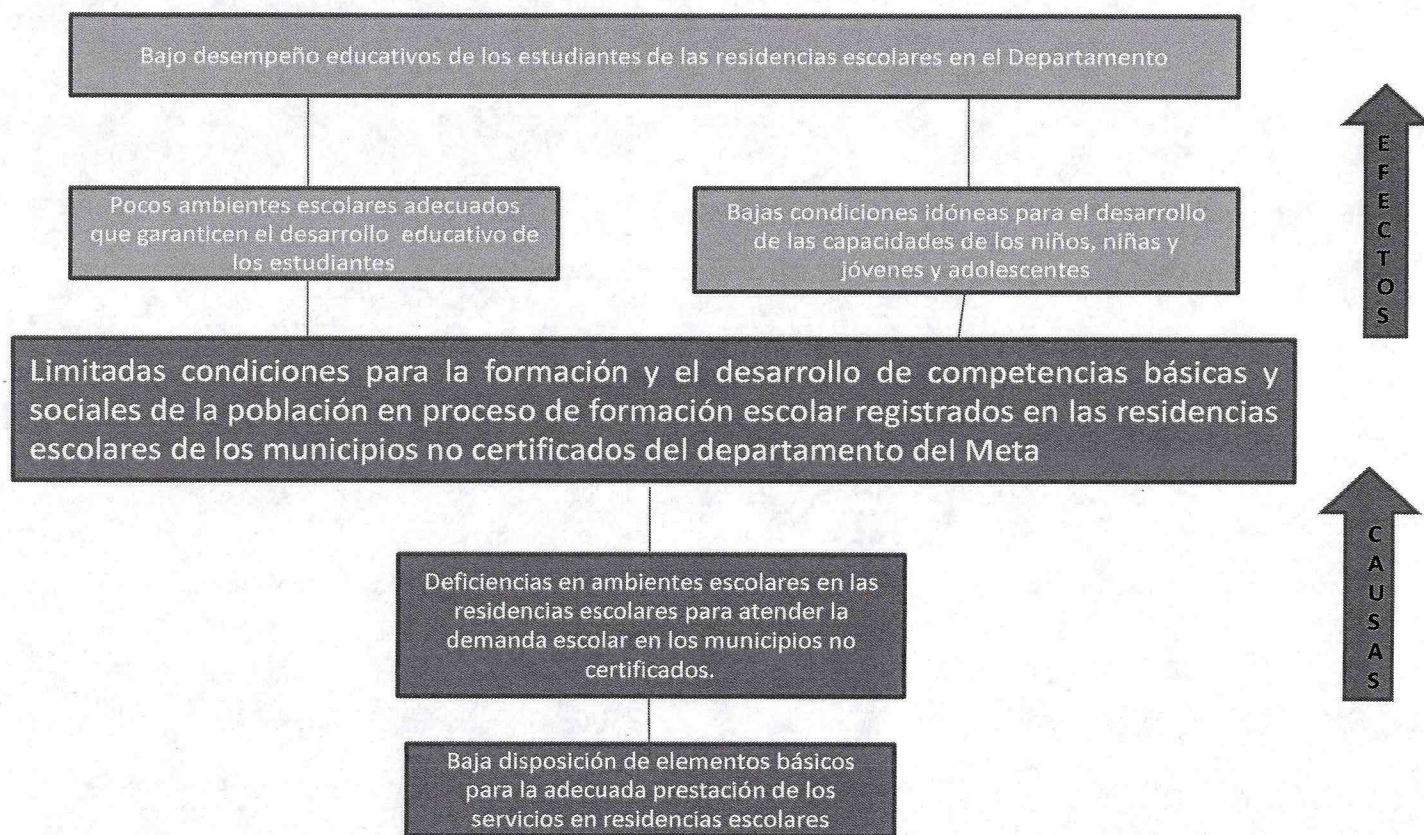 Bajo desempeño educativos de los estudiantes de las residencias escolares en el Departamento
Pocos ambientes escolares adecuados
que garanticen el desarrollo educativo de
los estudiantes
Bajas condiciones idóneas para el desarrollo
de las capacidades de los niños, niñas y
jóvenes y adolescentes
EFECTOS
Limitadas condiciones para la formación y el desarrollo de competencias básicas y
sociales de la población en proceso de formación escolar registrados en las residencias
escolares de los municipios no certificados del departamento del Meta
Deficiencias en ambientes escolares en las
residencias escolares para atender la
demanda escolar en los municipios no
certificados.
CAUSAS
Baja disposición de elementos básicos
para la adecuada prestación de los
servicios en residencias escolares